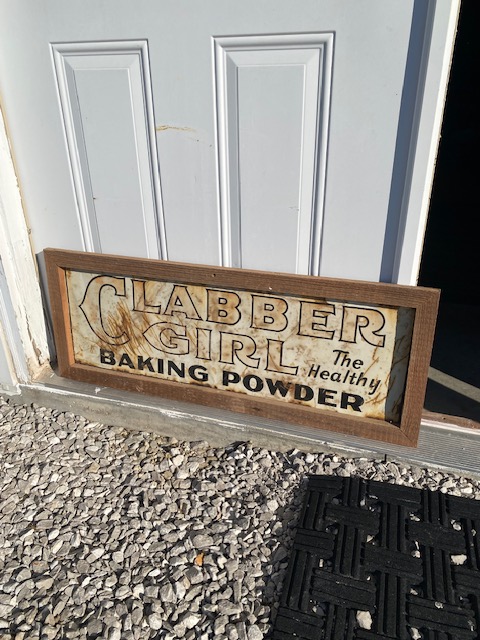 CLABBER
GIRL
The
Healthy
BAKING POWDER